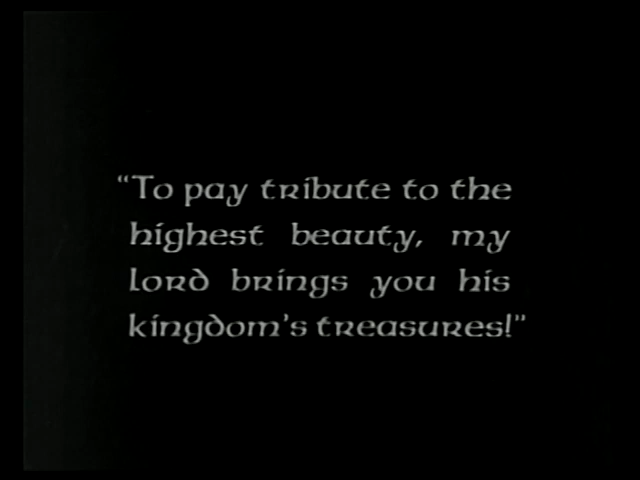 “To pay tribute to the
highest beauty, my
lord brings you his
kingdom’s treasures!”